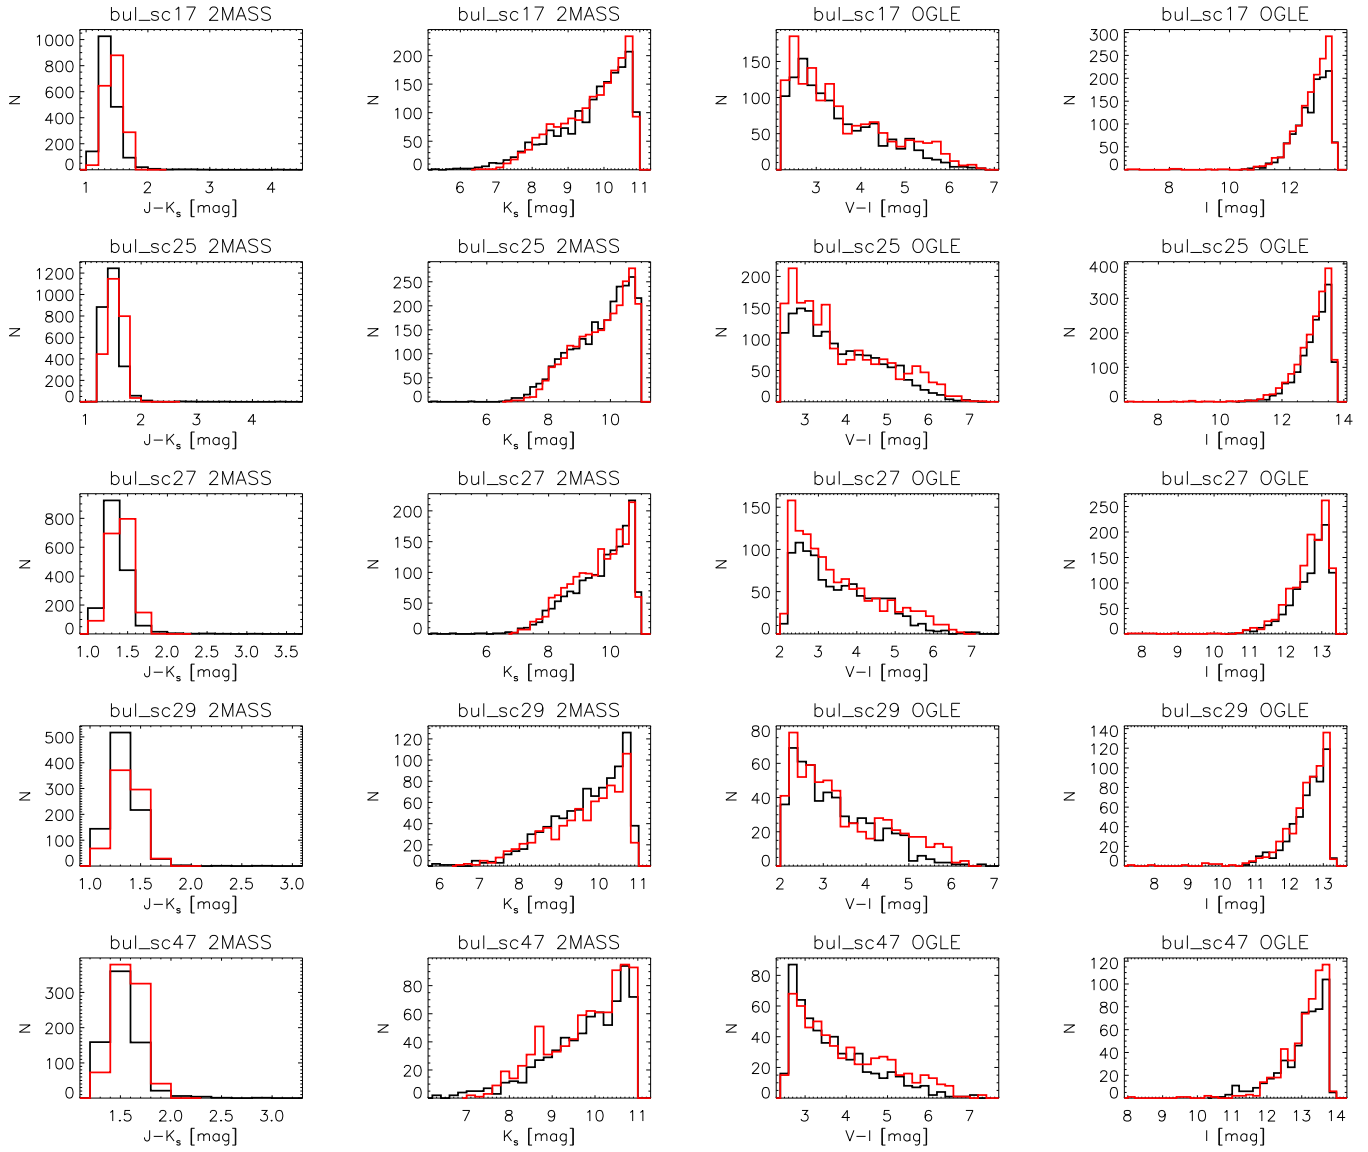 bul_sc17 2MASS bul_sc17 2MASS bul_sc17 OGLE bul_sc17 OGLE
N 0 200 400 600 800 1000
1 2 3 4
J-Ks [mag]
N 0 50 100 150 200
6 7 8 9 10 11
Ks [mag]
N 0 50 100 150
3 4 5 6 7
V-I [mag]
N 0 50 100 150 200 250 300
8 10 12
I [mag]
bul_sc25 2MASS bul_sc25 2MASS bul_sc25 OGLE bul_sc25 OGLE
N 0 200 400 600 800 1000 1200
1 2 3 4
J-Ks [mag]
N 0 50 100 150 200 250
6 8 10
Ks [mag]
N 0 50 100 150 200
3 4 5 6 7
V-I [mag]
N 0 100 200 300 400
8 10 12 14
I [mag]
bul_sc27 2MASS bul_sc27 2MASS bul_sc27 OGLE bul_sc27 OGLE
N 0 200 400 600 800
1.0 1.5 2.0 2.5 3.0 3.5
J-Ks [mag]
N 0 50 100 150 200
6 8 10
Ks [mag]
N 0 50 100 150
2 3 4 5 6 7
V-I [mag]
N 0 50 100 150 200 250
8 9 10 11 12 13
I [mag]
bul_sc29 2MASS bul_sc29 2MASS bul_sc29 OGLE bul_sc29 OGLE
N 0 100 200 300 400 500
1.0 1.5 2.0 2.5 3.0
J-Ks [mag]
N 0 20 40 60 80 100 120
6 7 8 9 10 11
Ks [mag]
N 0 20 40 60 80
2 3 4 5 6 7
V-I [mag]
N 0 20 40 60 80 100 120 140
8 9 10 11 12 13
I [mag]
bul_sc47 2MASS bul_sc47 2MASS bul_sc47 OGLE bul_sc47 OGLE
N 0 100 200 300
1.5 2.0 2.5 3.0
J-Ks [mag]
N 0 20 40 60 80
7 8 9 10 11
Ks [mag]
N 0 20 40 60 80
3 4 5 6 7
V-I [mag]
N 0 20 40 60 80 100 120
8 9 10 11 12 13 14
I [mag]